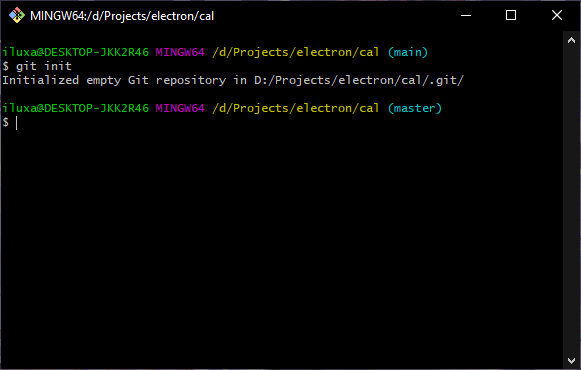 MINGW64:/d/Projects/electron/cal
iluxa@DESKTOP-JKK2R46 MINGW64 /d/Projects/electron/cal (main)
$ git init
Initialized empty Git repository in D:/Projects/electron/cal/.git/
iluxa@DESKTOP-JKK2R46 MINGW64 /d/Projects/electron/cal (master)
$